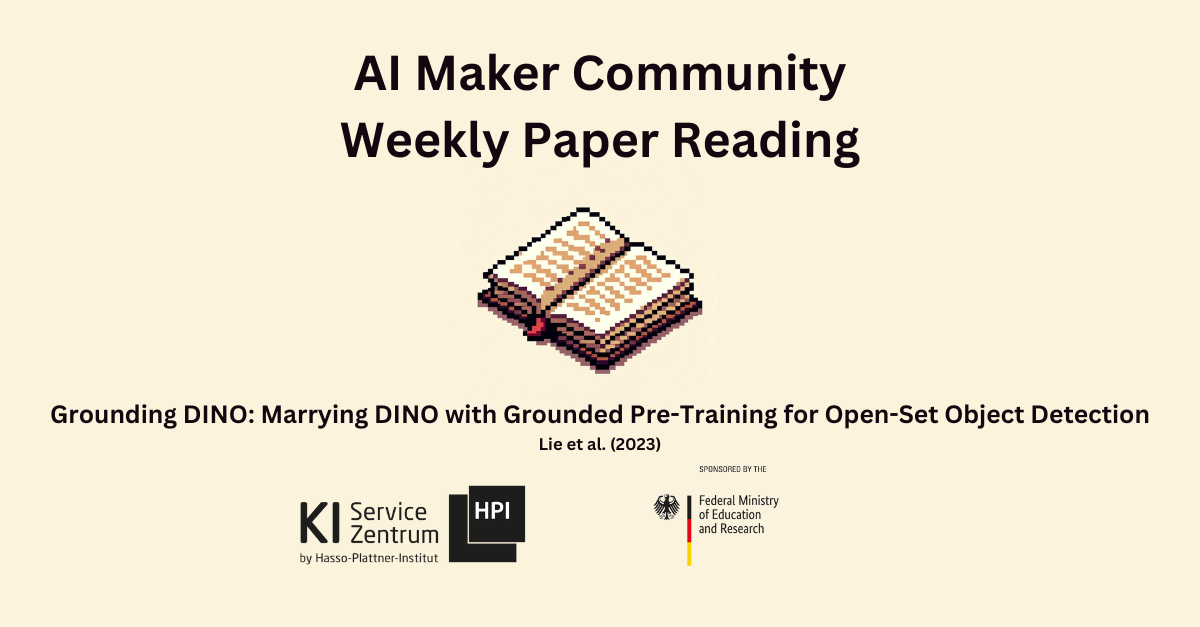 AI Maker Community
Weekly Paper Reading
Grounding DINO: Marrying DINO with Grounded Pre-Training for Open-Set Object Detection
Lie et al. (2023)
SPONSORED BY THE
KI Service
Zentrum
by Hasso-Plattner-Institut
HPI
Federal Ministry
of Education
and Research